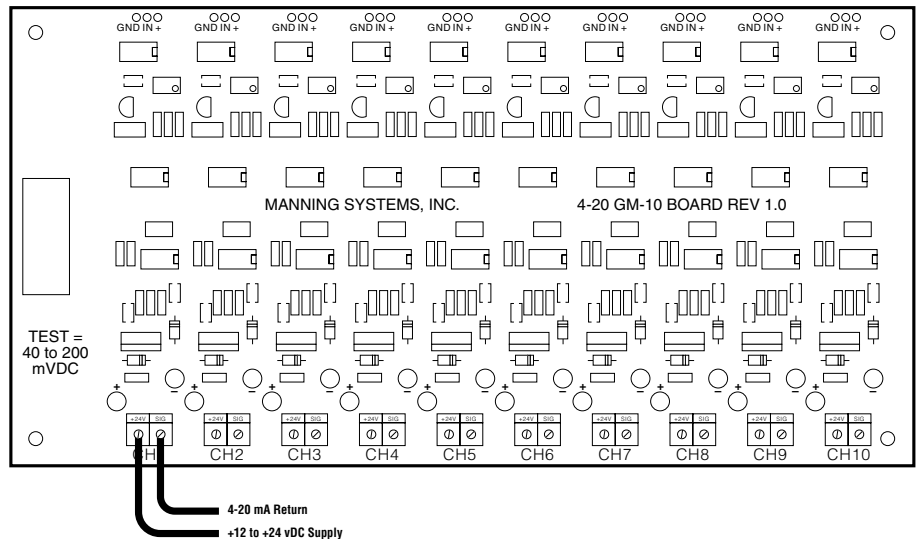 GND IN + GND IN + GND IN + GND IN + GND IN + GND IN + GND IN + GND IN + GND IN + GND IN +
MANNING SYSTEMS, INC. 4-20 GM-10 BOARD REV 1.0
TEST =
40 to 200
mVDC
+ − + − + − + − + − + − + − + − + − + −
+24V SIG +24V SIG +24V SIG +24V SIG +24V SIG +24V SIG +24V SIG +24V SIG +24V SIG +24V SIG
CH CH2 CH3 CH4 CH5 CH6 CH7 CH8 CH9 CH10
4-20 mA Return
+12 to +24 vDC Supply